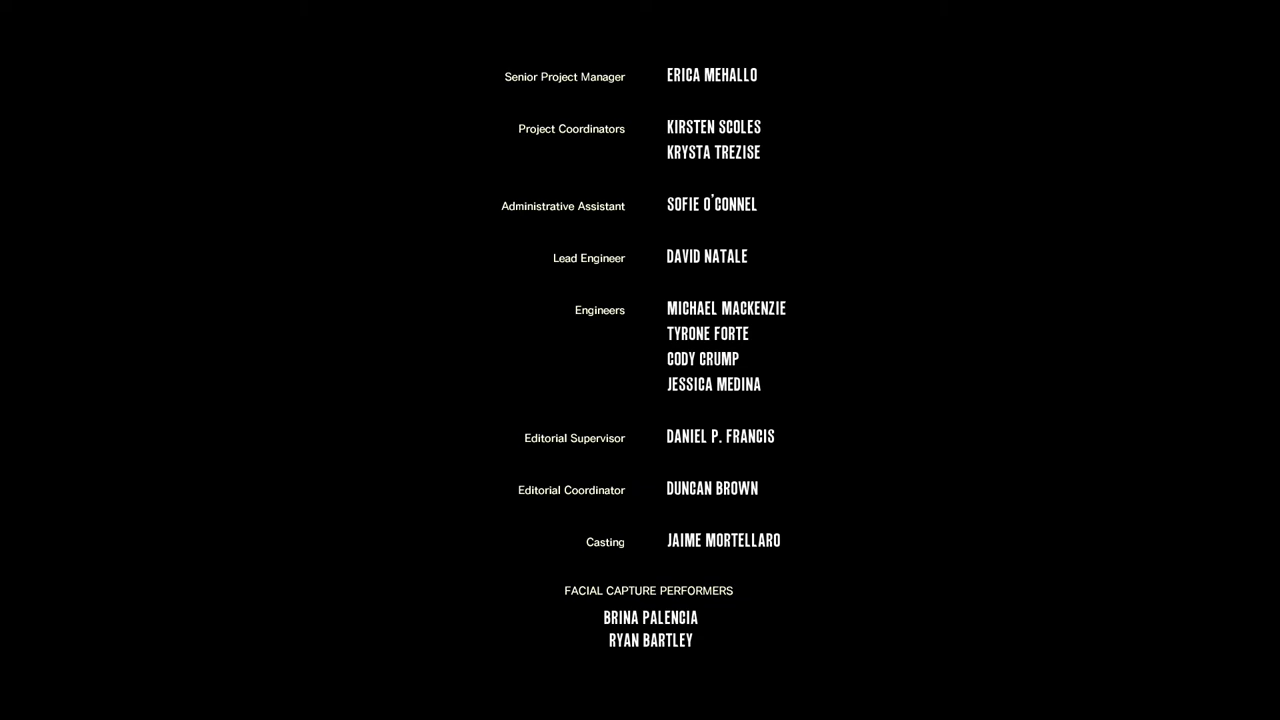 Senior Project Manager ERICA MEHALLO
Project Coordinators KIRSTEN SCOLES
KRYSTA TREZISE
Administrative Assistant SOFIE O'CONNEL
Lead Engineer DAVID NATALE
Engineers MICHAEL MACKENZIE
TYRONE FORTE
CODY CRUMP
JESSICA MEDINA
Editorial Supervisor DANIEL P. FRANCIS
Editorial Coordinator DUNCAN BROWN
Casting JAIME MORTELLARO
FACIAL CAPTURE PERFORMERS
BRINA PALENCIA
RYAN BARTLEY